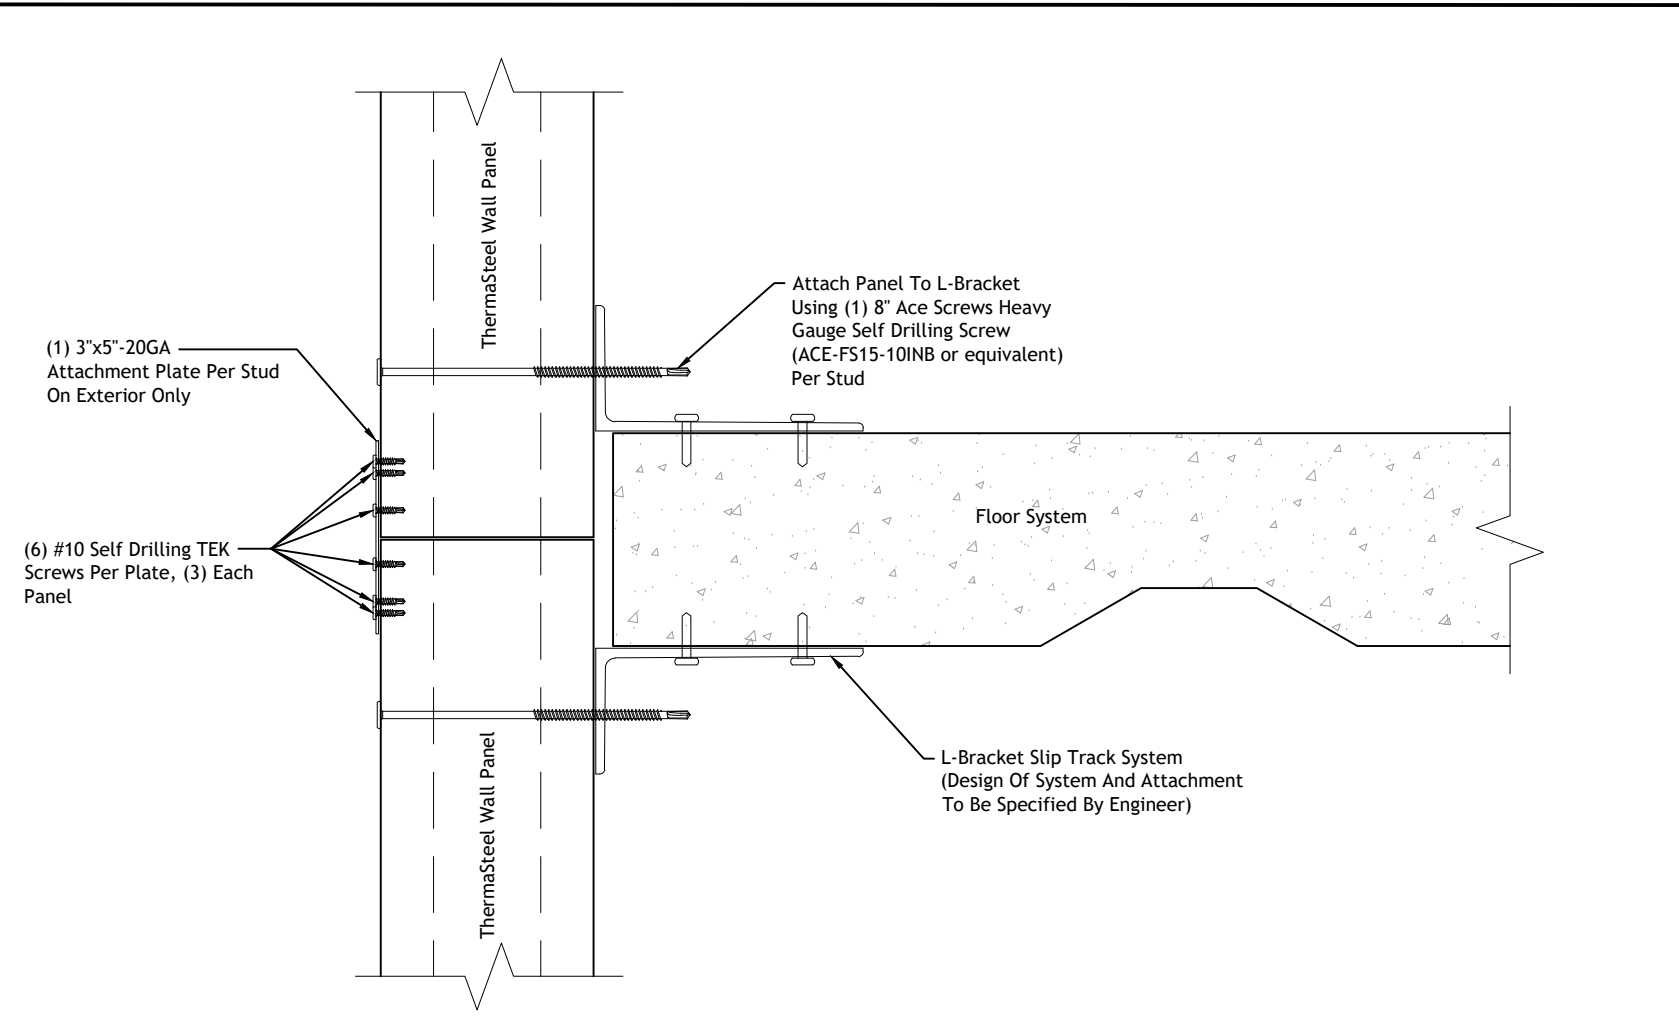 ThermaSteel Wall Panel
Attach Panel To L-Bracket
Using (1) 8" Ace Screws Heavy
Gauge Self Drilling Screw
(ACE-FS15-10INB or equivalent)
Per Stud
(1) 3"x5"-20GA
Attachment Plate Per Stud
On Exterior Only
Floor System
(6) #10 Self Drilling TEK
Screws Per Plate, (3) Each
Panel
ThermaSteel Wall Panel
L-Bracket Slip Track System
(Design Of System And Attachment
To Be Specified By Engineer)